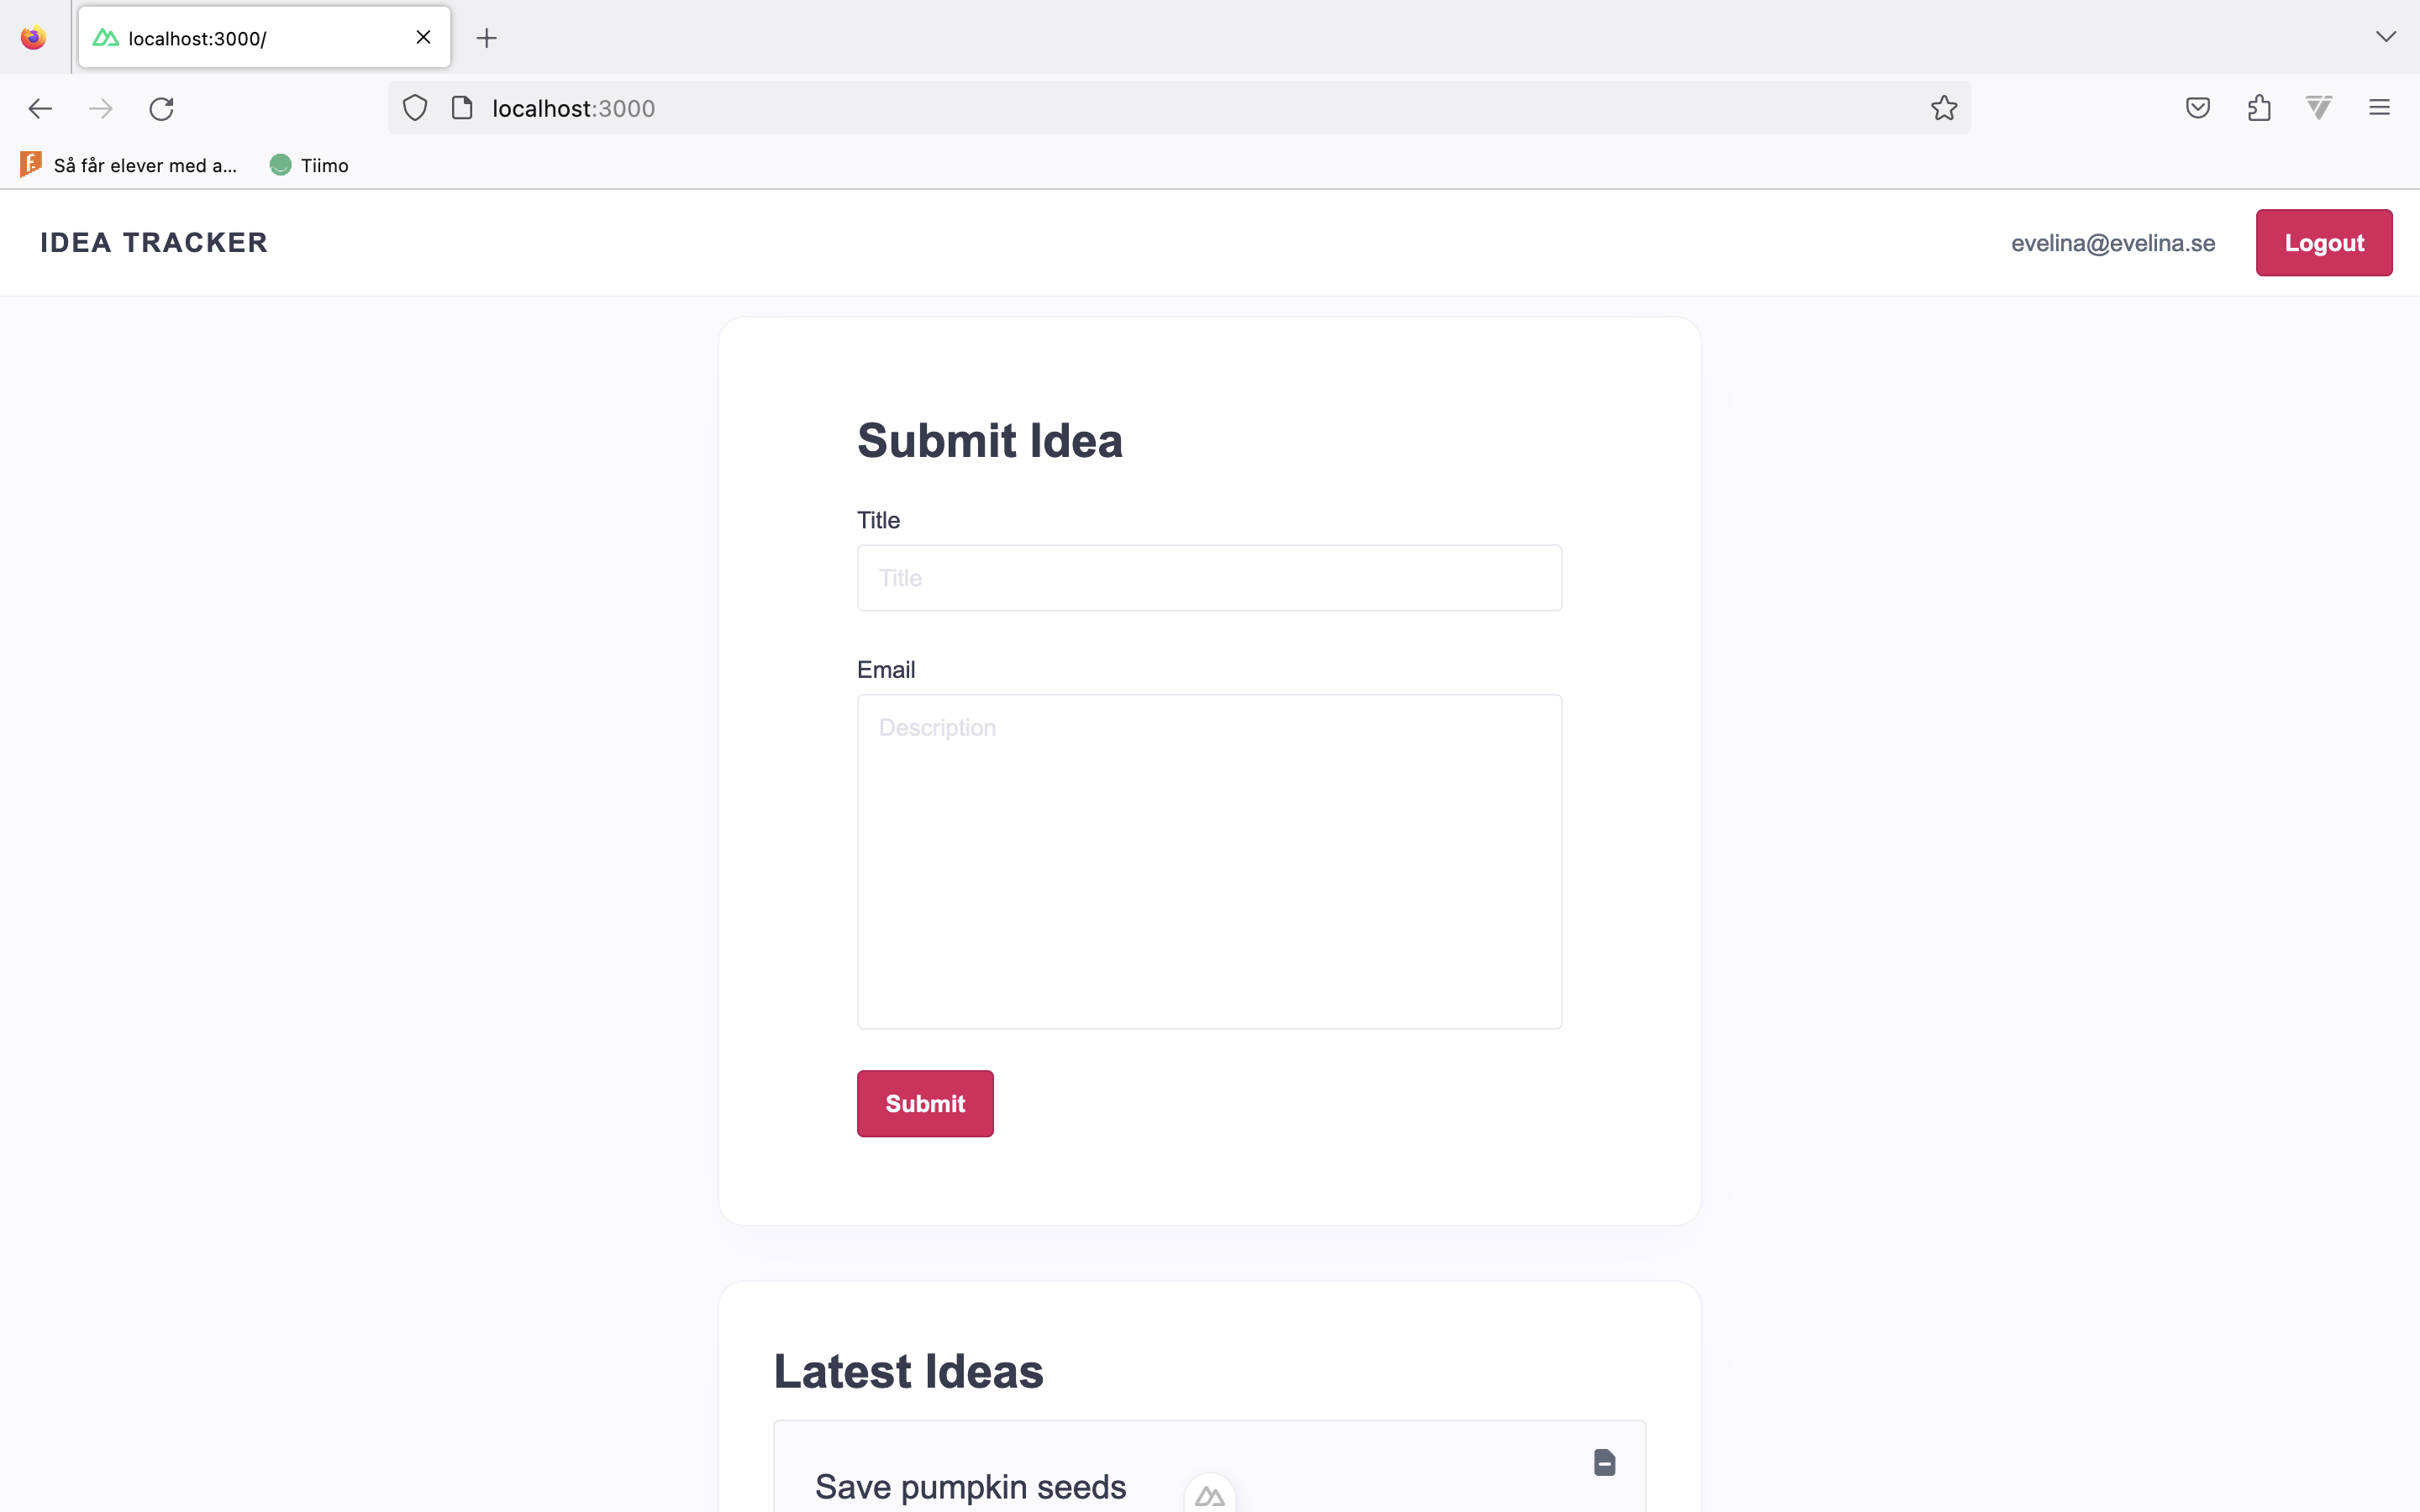 localhost:3000/
localhost:3000
Så får elever med a...
Tiimo
IDEA TRACKER
evelina@evelina.se
Logout
Submit Idea
Title
Title
Email
Description
Submit
Latest Ideas
Save pumpkin seeds